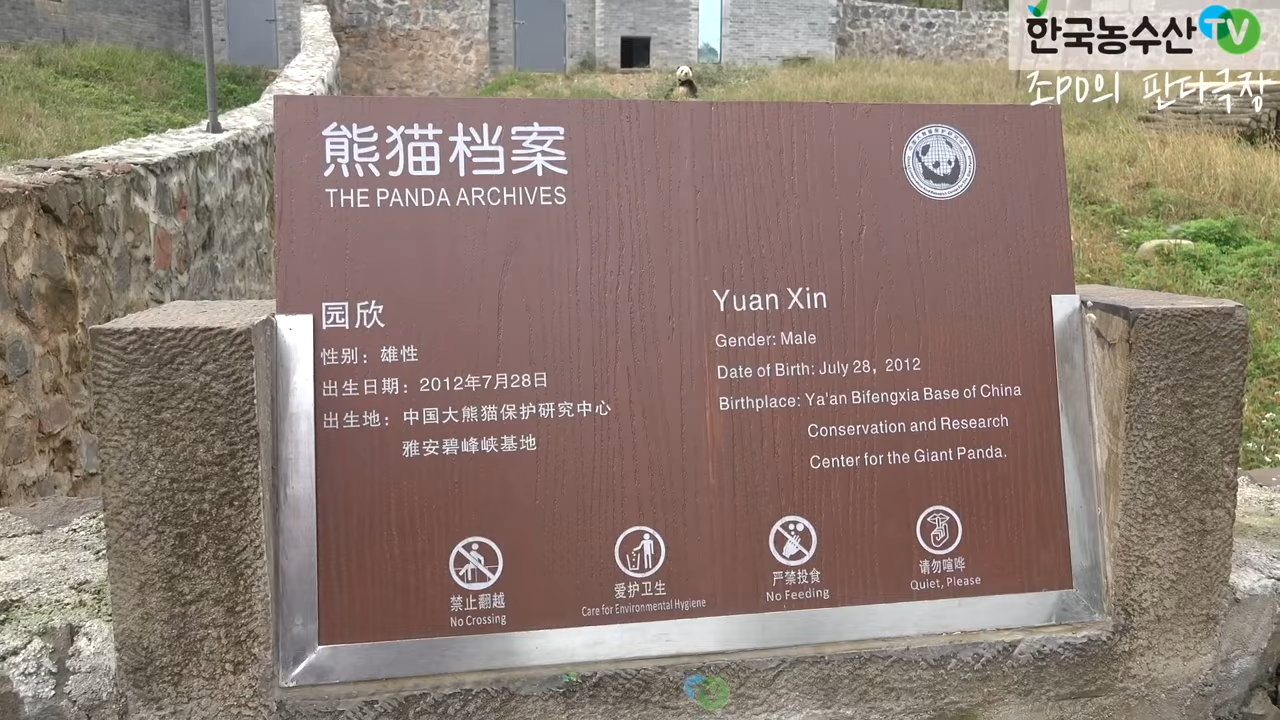 한국농수산TV
조PD의 판다극장
熊猫档案
THE PANDA ARCHIVES
园欣
性别：雄性
出生日期：2012年7月28日
出生地：中国大熊猫保护研究中心
雅安碧峰峡基地
Yuan Xin
Gender: Male
Date of Birth: July 28, 2012
Birthplace: Ya'an Bifengxia Base of China
Conservation and Research
Center for the Giant Panda.
禁止翻越
No Crossing
爱护卫生
Care for Environmental Hygiene
严禁投食
No Feeding
请勿喧哗
Quiet, Please